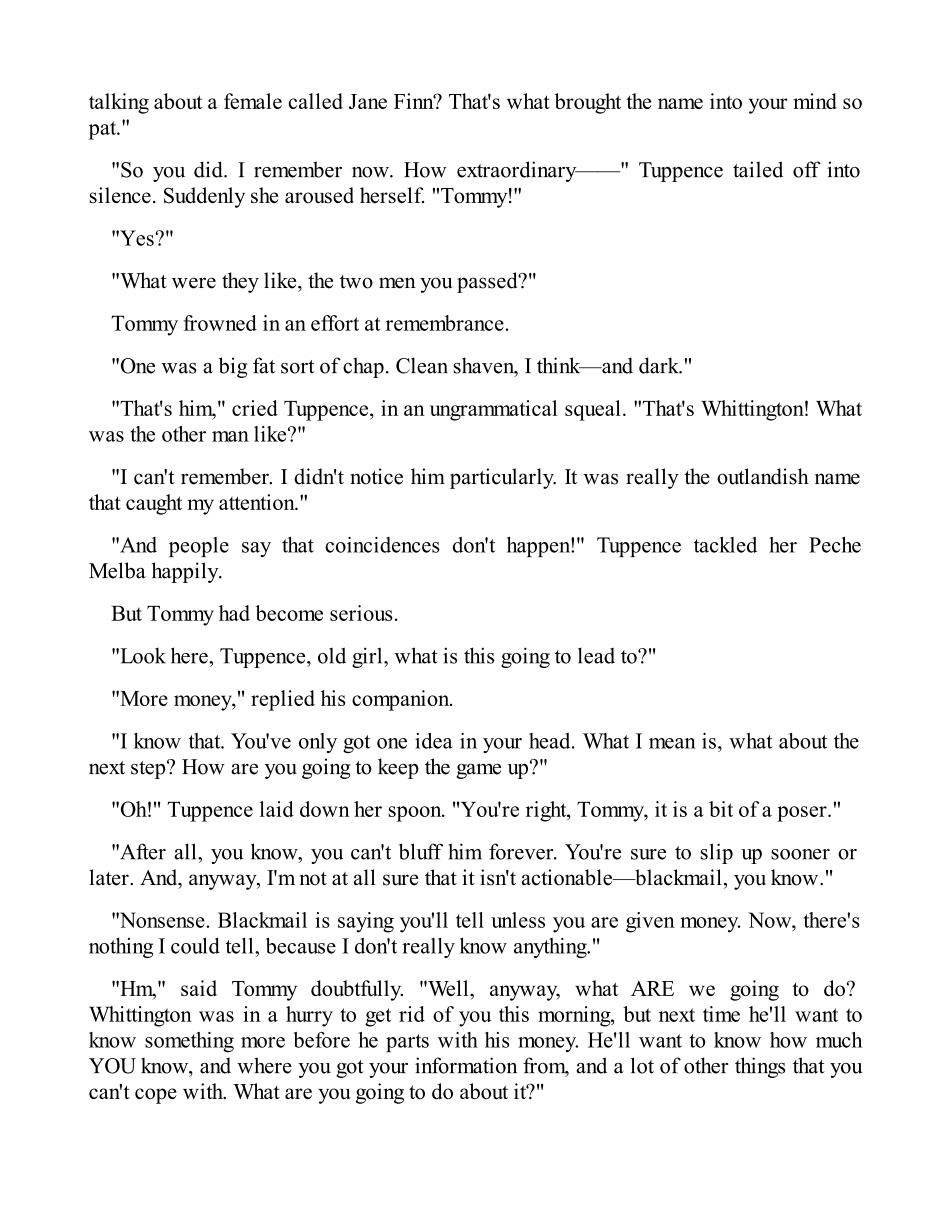 talking about a female called Jane Finn? That's what brought the name into your mind so
pat."
"So you did. I remember now. How extraordinary——" Tuppence tailed off into
silence. Suddenly she aroused herself. "Tommy!"
"Yes?"
"What were they like, the two men you passed?"
Tommy frowned in an effort at remembrance.
"One was a big fat sort of chap. Clean shaven, I think—and dark."
"That's him," cried Tuppence, in an ungrammatical squeal. "That's Whittington! What
was the other man like?"
"I can't remember. I didn't notice him particularly. It was really the outlandish name
that caught my attention."
"And people say that coincidences don't happen!" Tuppence tackled her Peche
Melba happily.
But Tommy had become serious.
"Look here, Tuppence, old girl, what is this going to lead to?"
"More money," replied his companion.
"I know that. You've only got one idea in your head. What I mean is, what about the
next step? How are you going to keep the game up?"
"Oh!" Tuppence laid down her spoon. "You're right, Tommy, it is a bit of a poser."
"After all, you know, you can't bluff him forever. You're sure to slip up sooner or
later. And, anyway, I'm not at all sure that it isn't actionable—blackmail, you know."
"Nonsense. Blackmail is saying you'll tell unless you are given money. Now, there's
nothing I could tell, because I don't really know anything."
"Hm," said Tommy doubtfully. "Well, anyway, what ARE we going to do?
Whittington was in a hurry to get rid of you this morning, but next time he'll want to
know something more before he parts with his money. He'll want to know how much
YOU know, and where you got your information from, and a lot of other things that you
can't cope with. What are you going to do about it?"